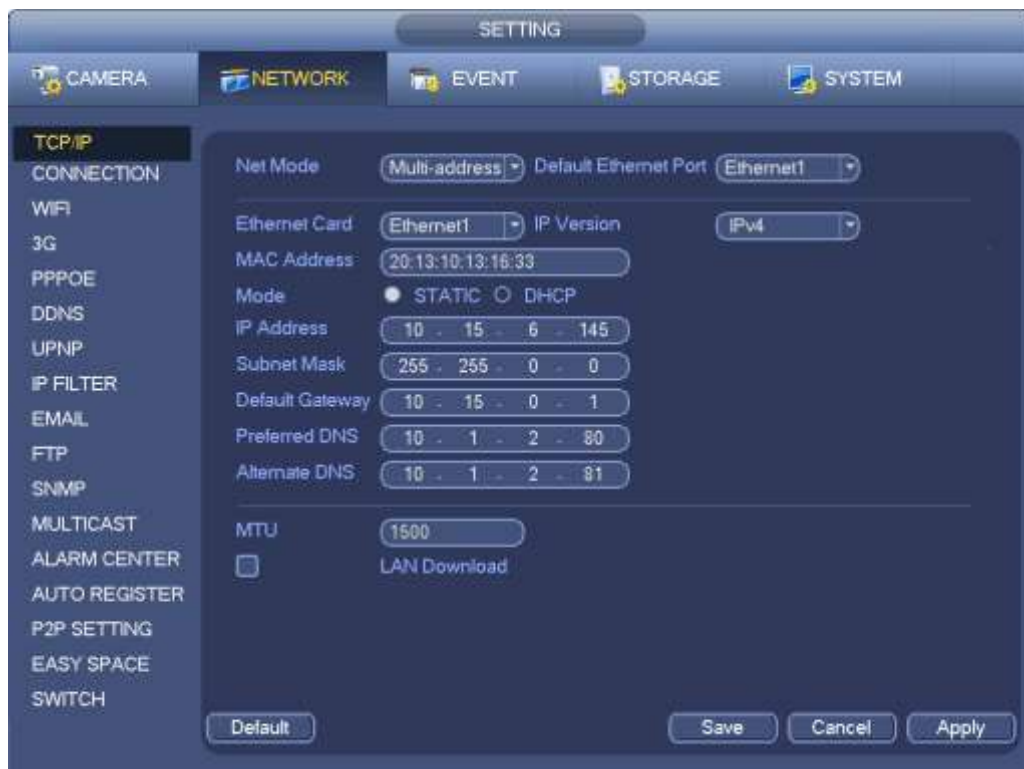 SETTING
CAMERA NETWORK EVENT STORAGE SYSTEM
TCP/IP
CONNECTION
WIFI
3G
PPPOE
DDNS
UPNP
IP FILTER
EMAIL
FTP
SNMP
MULTICAST
ALARM CENTER
AUTO REGISTER
P2P SETTING
EASY SPACE
SWITCH
Net Mode Multi-address Default Ethernet Port Ethernet1
Ethernet Card Ethernet1 IP Version IPv4
MAC Address 20:13:10:13:16:33
Mode STATIC DHCP
IP Address 10 . 15 . 6 . 145
Subnet Mask 255 . 255 . 0 . 0
Default Gateway 10 . 15 . 0 . 1
Preferred DNS 10 . 1 . 2 . 80
Alternate DNS 10 . 1 . 2 . 81
MTU 1500
LAN Download
Default Save Cancel Apply